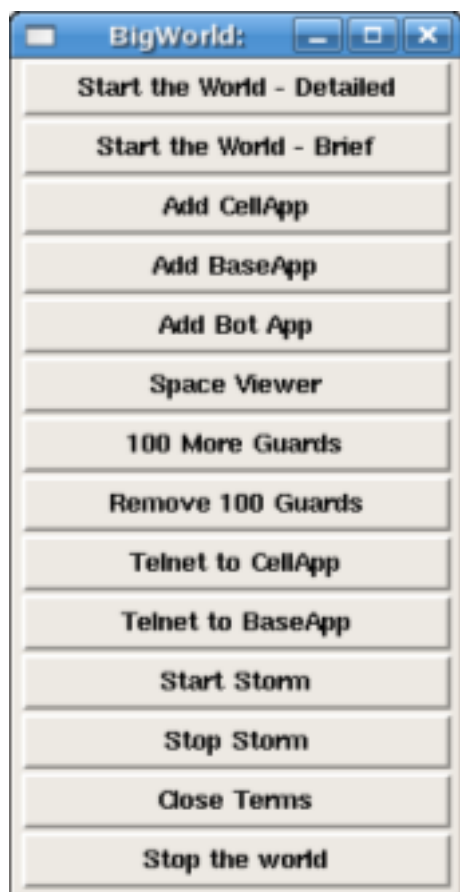 BigWorld:
Start the World - Detailed
Start the World - Brief
Add CellApp
Add BaseApp
Add Bot App
Space Viewer
100 More Guards
Remove 100 Guards
Telnet to CellApp
Telnet to BaseApp
Start Storm
Stop Storm
Close Terms
Stop the world